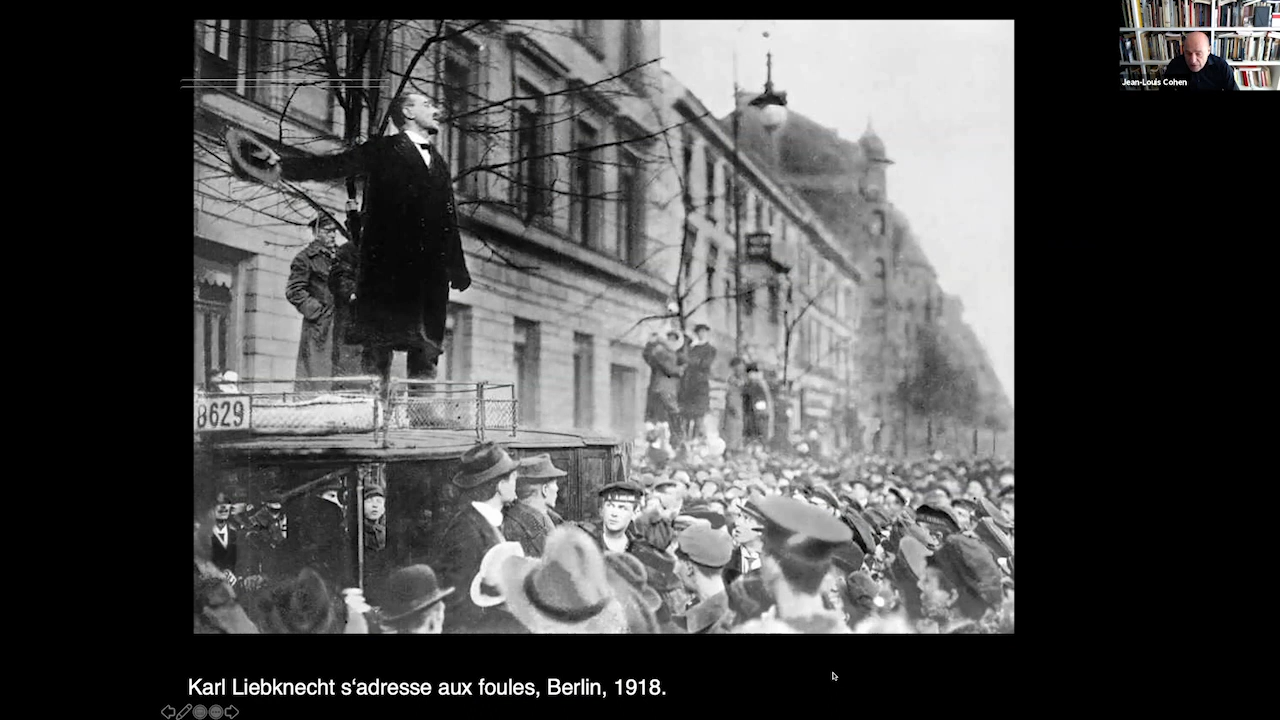 Jean-Louis Cohen
8629
Karl Liebknecht s‘adresse aux foules, Berlin, 1918.